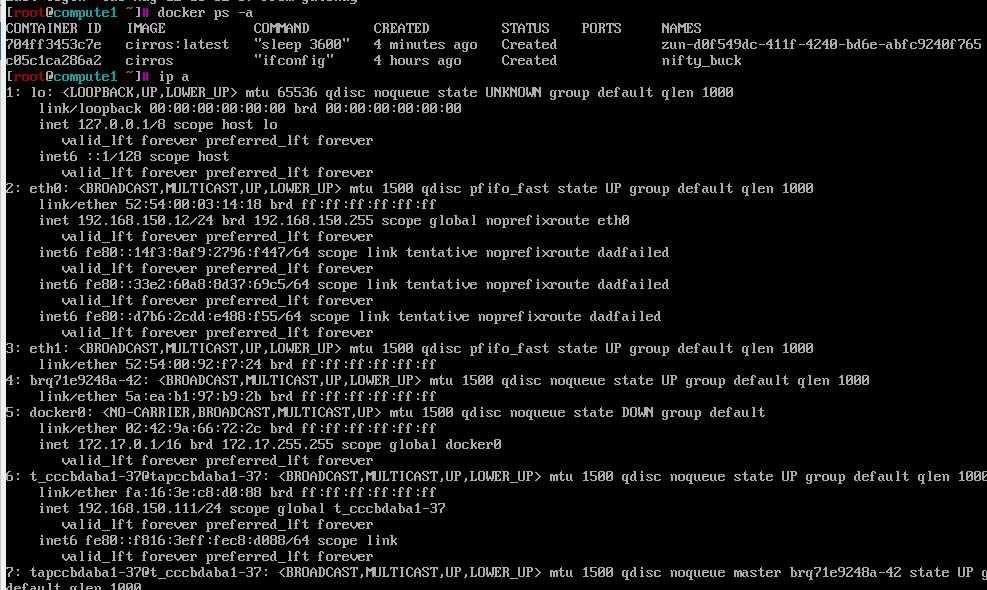 [root@compute1 ~]# docker ps -a
CONTAINER ID   IMAGE           COMMAND        CREATED         STATUS    PORTS     NAMES
704ff3453c7e   cirros:latest   "sleep 3600"   4 minutes ago   Created             zun-d0f549dc-411f-4240-bd6e-abfc9240f765
c05c1ca286a2   cirros          "ifconfig"     4 hours ago     Created             nifty_buck
[root@compute1 ~]# ip a
1: lo: <LOOPBACK,UP,LOWER_UP> mtu 65536 qdisc noqueue state UNKNOWN group default qlen 1000
    link/loopback 00:00:00:00:00:00 brd 00:00:00:00:00:00
    inet 127.0.0.1/8 scope host lo
       valid_lft forever preferred_lft forever
    inet6 ::1/128 scope host
       valid_lft forever preferred_lft forever
2: eth0: <BROADCAST,MULTICAST,UP,LOWER_UP> mtu 1500 qdisc pfifo_fast state UP group default qlen 1000
    link/ether 52:54:00:03:14:18 brd ff:ff:ff:ff:ff:ff
    inet 192.168.150.12/24 brd 192.168.150.255 scope global noprefixroute eth0
       valid_lft forever preferred_lft forever
    inet6 fe80::14f3:8af9:2796:f447/64 scope link tentative noprefixroute dadfailed
       valid_lft forever preferred_lft forever
    inet6 fe80::33e2:60a8:8d37:69c5/64 scope link tentative noprefixroute dadfailed
       valid_lft forever preferred_lft forever
    inet6 fe80::d7b6:2cdd:e488:f55/64 scope link tentative noprefixroute dadfailed
       valid_lft forever preferred_lft forever
3: eth1: <BROADCAST,MULTICAST,UP,LOWER_UP> mtu 1500 qdisc pfifo_fast state UP group default qlen 1000
    link/ether 52:54:00:92:f7:24 brd ff:ff:ff:ff:ff:ff
4: brq71e9248a-42: <BROADCAST,MULTICAST,UP,LOWER_UP> mtu 1500 qdisc noqueue state UP group default qlen 1000
    link/ether 5a:ea:b1:97:b9:2b brd ff:ff:ff:ff:ff:ff
5: docker0: <NO-CARRIER,BROADCAST,MULTICAST,UP> mtu 1500 qdisc noqueue state DOWN group default
    link/ether 02:42:9a:66:72:2c brd ff:ff:ff:ff:ff:ff
    inet 172.17.0.1/16 brd 172.17.255.255 scope global docker0
       valid_lft forever preferred_lft forever
6: t_cccbdaba1-37@tapccbdaba1-37: <BROADCAST,MULTICAST,UP,LOWER_UP> mtu 1500 qdisc noqueue state UP group default qlen 1000
    link/ether fa:16:3e:c8:d0:88 brd ff:ff:ff:ff:ff:ff
    inet 192.168.150.111/24 scope global t_cccbdaba1-37
       valid_lft forever preferred_lft forever
    inet6 fe80::f816:3eff:fec8:d088/64 scope link
       valid_lft forever preferred_lft forever
7: tapccbdaba1-37@t_cccbdaba1-37: <BROADCAST,MULTICAST,UP,LOWER_UP> mtu 1500 qdisc noqueue master brq71e9248a-42 state UP g
default qlen 1000